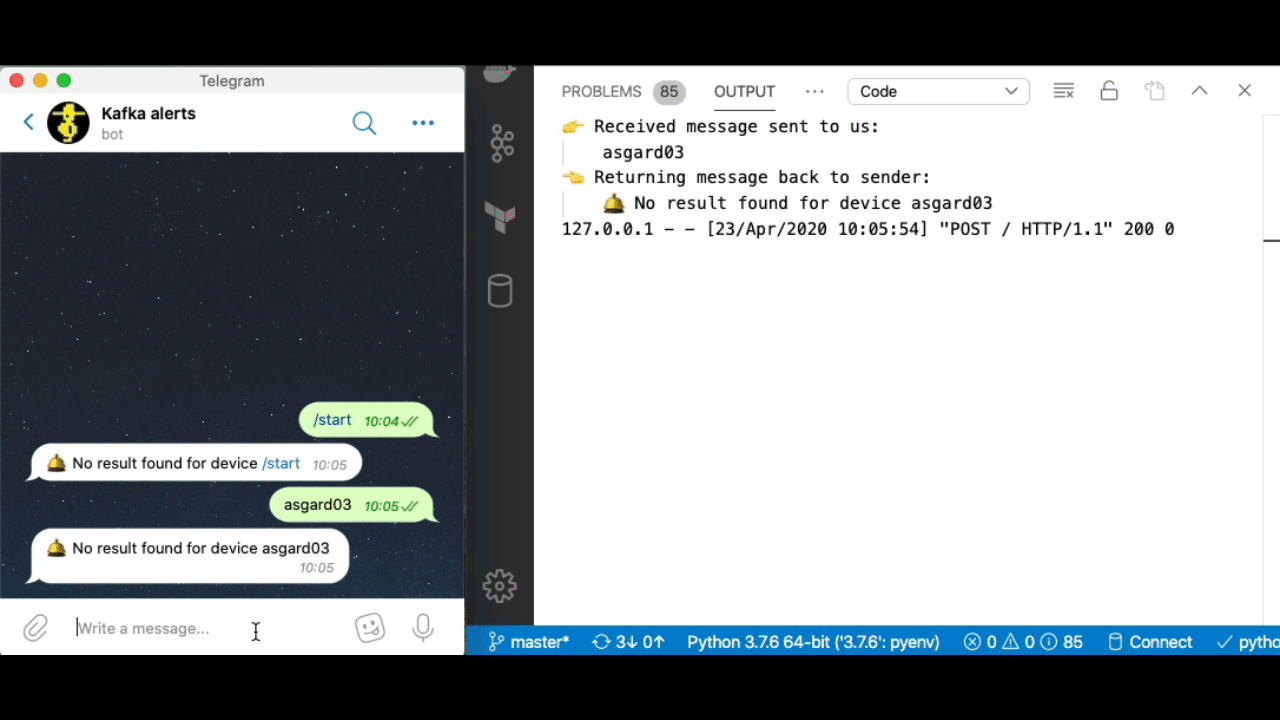 Telegram
Kafka alerts
bot
/start 10:04
No result found for device /start 10:05
asgard03 10:05
No result found for device asgard03
10:05
Write a message...
PROBLEMS 85 OUTPUT ··· Code
👉 Received message sent to us:
asgard03
👈 Returning message back to sender:
🛎 No result found for device asgard03
127.0.0.1 - - [23/Apr/2020 10:05:54] "POST / HTTP/1.1" 200 0
master* 3↓ 0↑ Python 3.7.6 64-bit ('3.7.6': pyenv) 0 0 85 Connect pytho